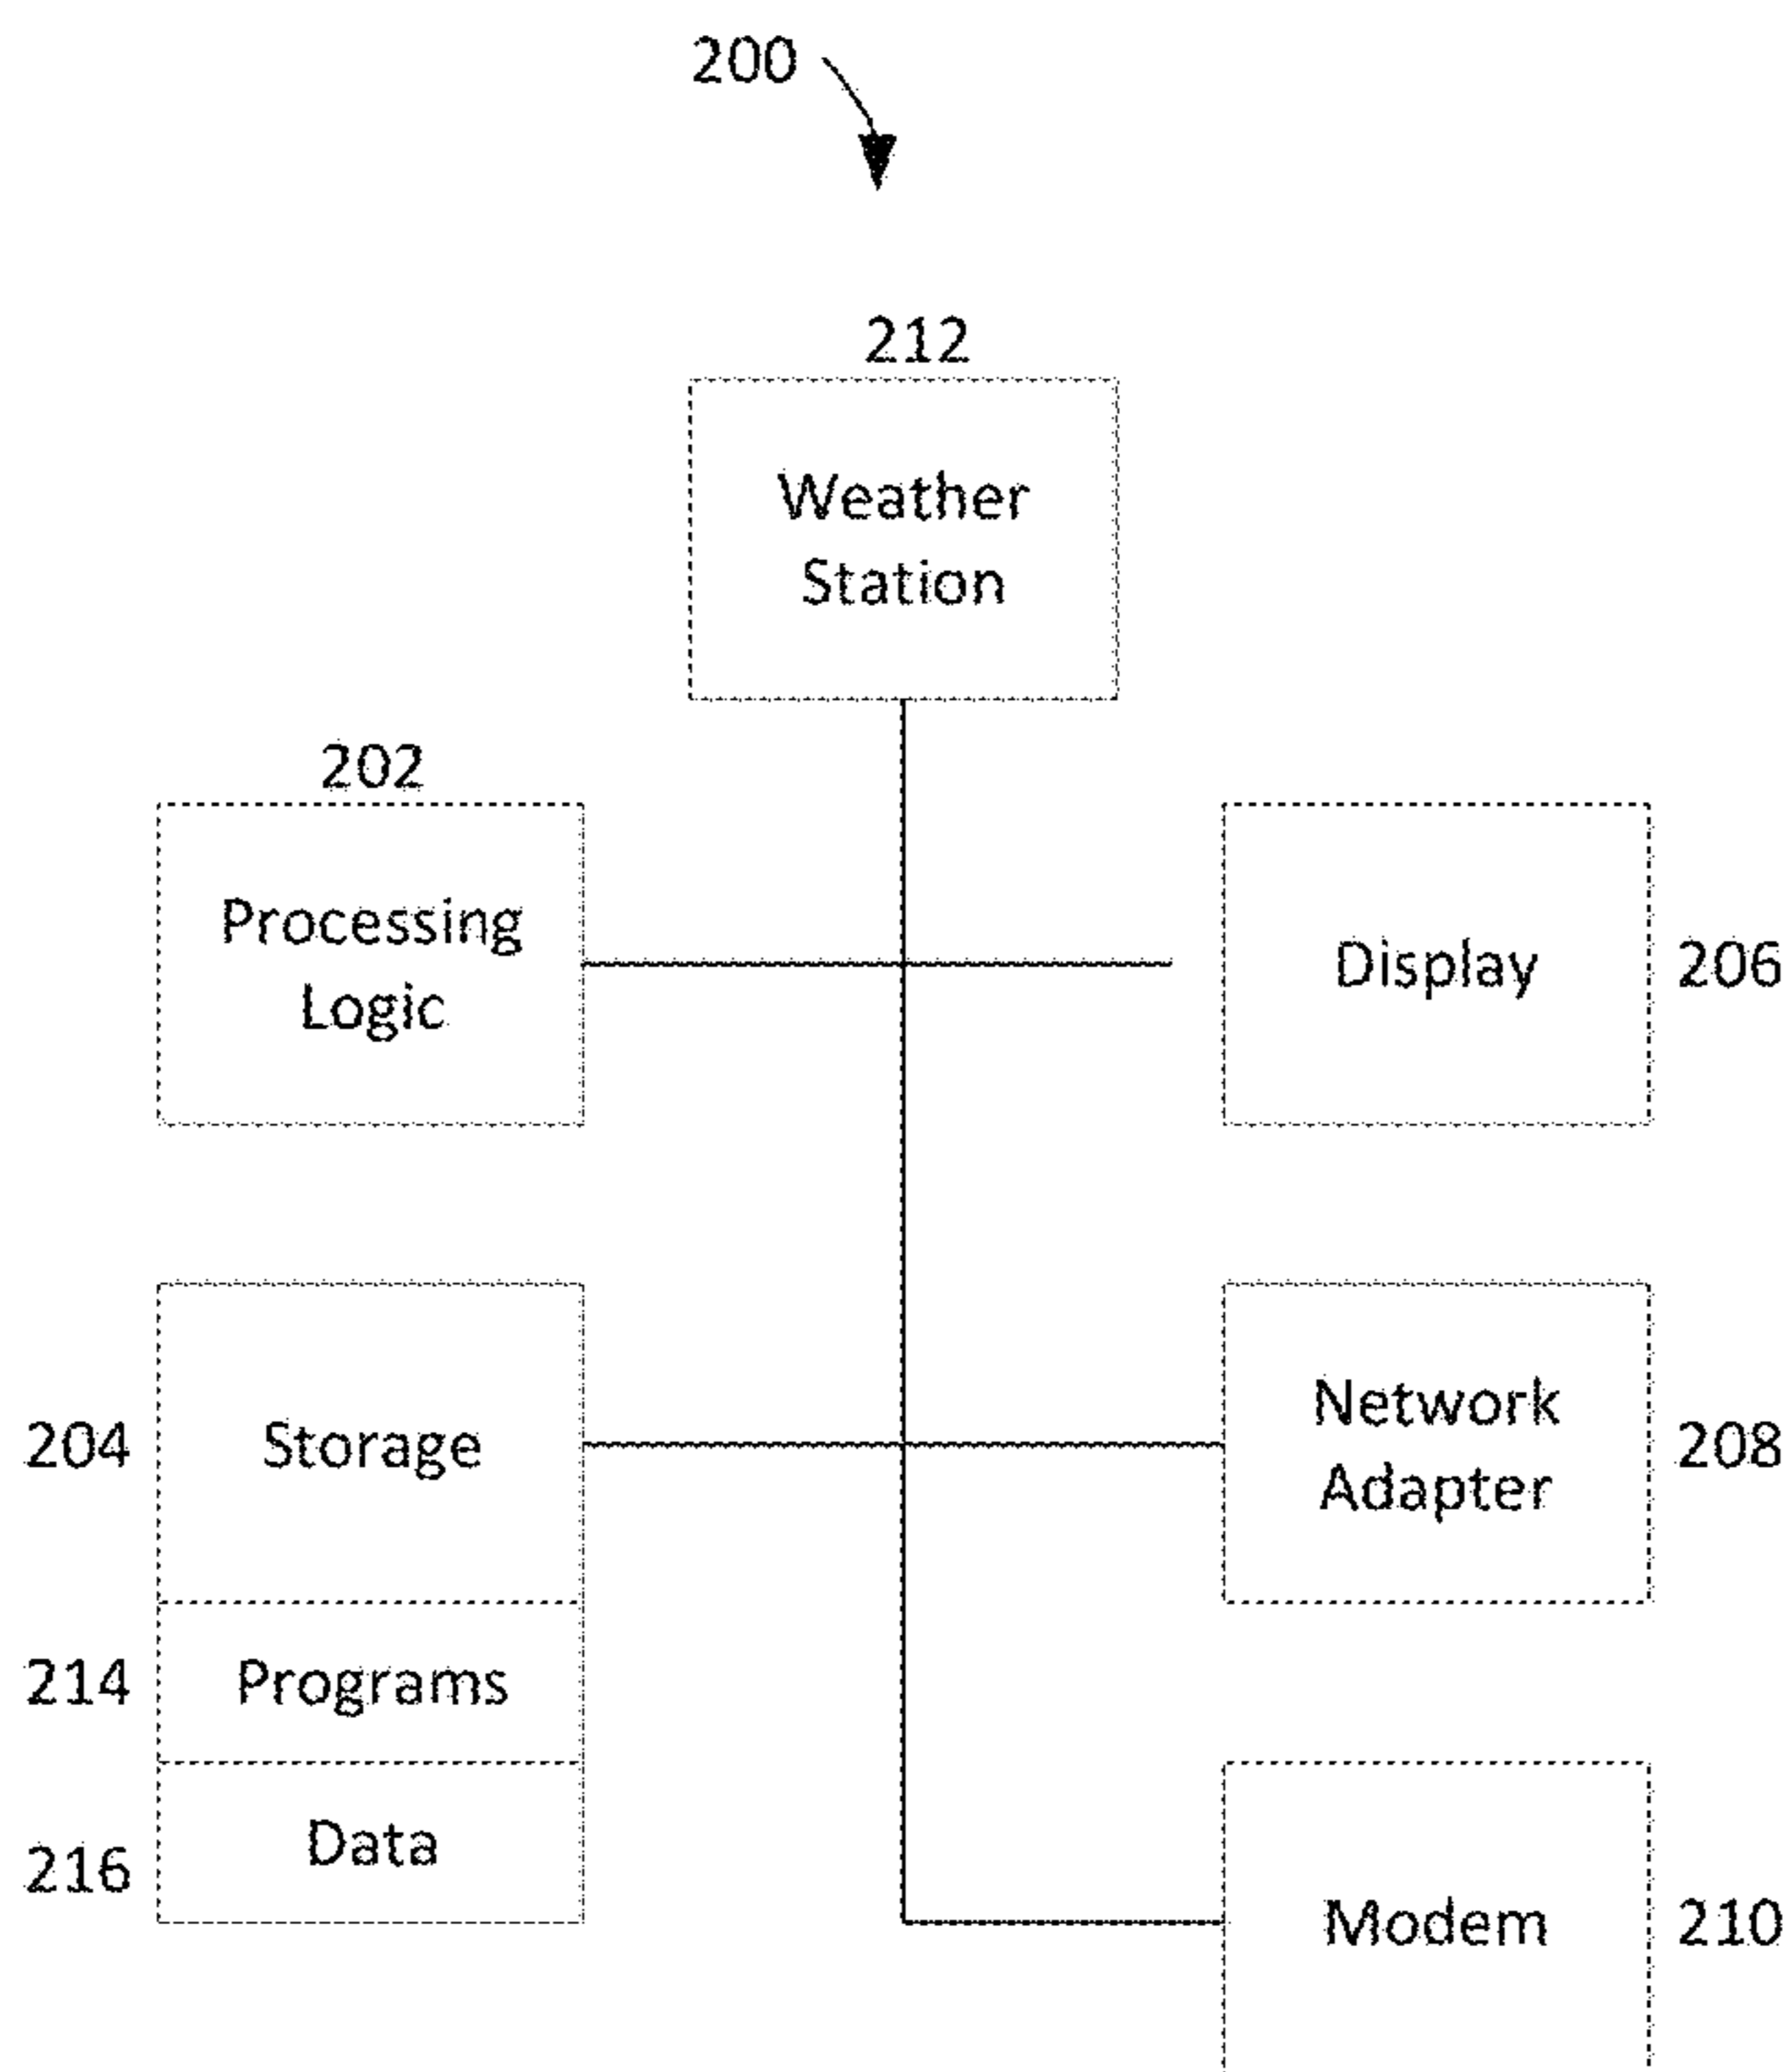 200
212
Weather
Station
202
Processing
Logic
Display
206
204
Storage
Network
Adapter
208
214
Programs
216
Data
Modem
210